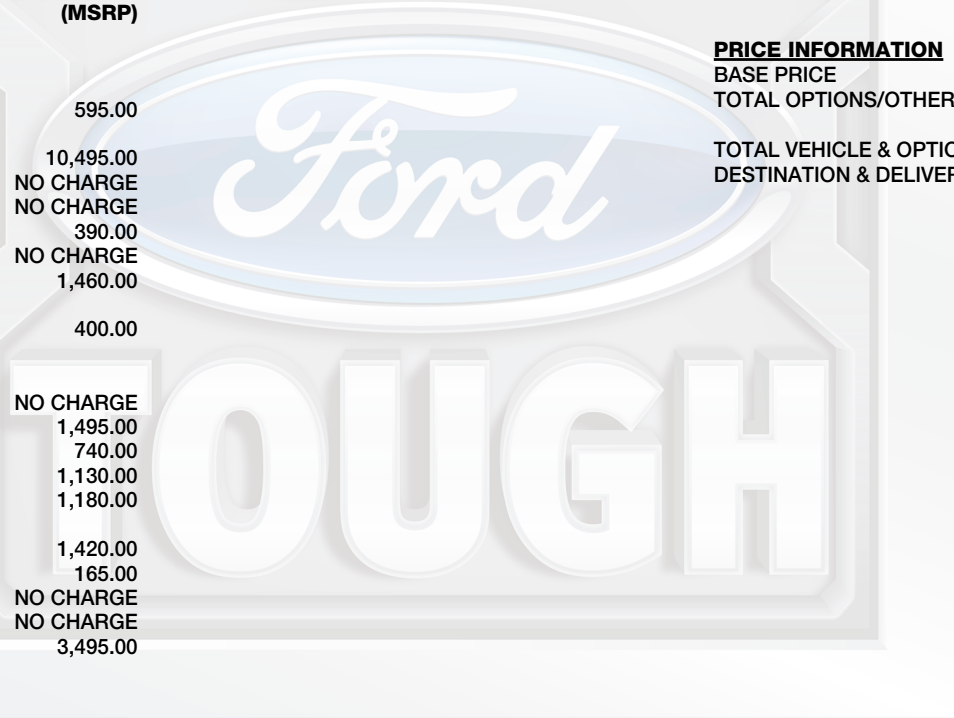 (MSRP)
595.00
10,495.00
NO CHARGE
NO CHARGE
390.00
NO CHARGE
1,460.00
400.00
NO CHARGE
1,495.00
740.00
1,130.00
1,180.00
1,420.00
165.00
NO CHARGE
NO CHARGE
3,495.00
PRICE INFORMATION
BASE PRICE
TOTAL OPTIONS/OTHER
TOTAL VEHICLE & OPTIO
DESTINATION & DELIVER
Ford
TOUGH